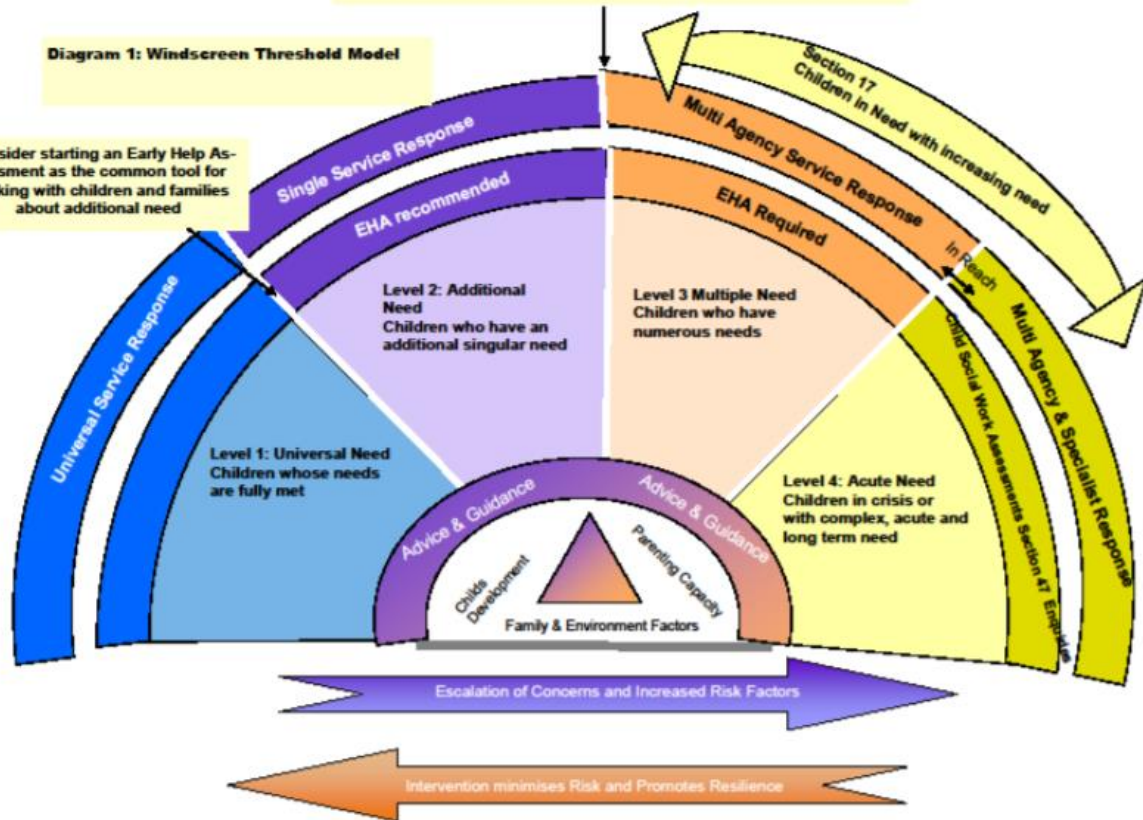 Diagram 1: Windscreen Threshold Model
sider starting an Early Help As-
sment as the common tool for
king with children and families
about additional need
Section 17
Children in Need with increasing need
Universal Service Response
Single Service Response
Multi Agency Service Response
In Reach
Multi Agency & Specialist Response
EHA recommended
EHA Required
Child Social Work Assessments Section 47 Enquiries
Level 1: Universal Need
Children whose needs
are fully met
Level 2: Additional
Need
Children who have an
additional singular need
Level 3 Multiple Need
Children who have
numerous needs
Level 4: Acute Need
Children in crisis or
with complex, acute and
long term need
Advice & Guidance
Advice & Guidance
Childs
Development
Parenting Capacity
Family & Environment Factors
Escalation of Concerns and Increased Risk Factors
Intervention minimises Risk and Promotes Resilience